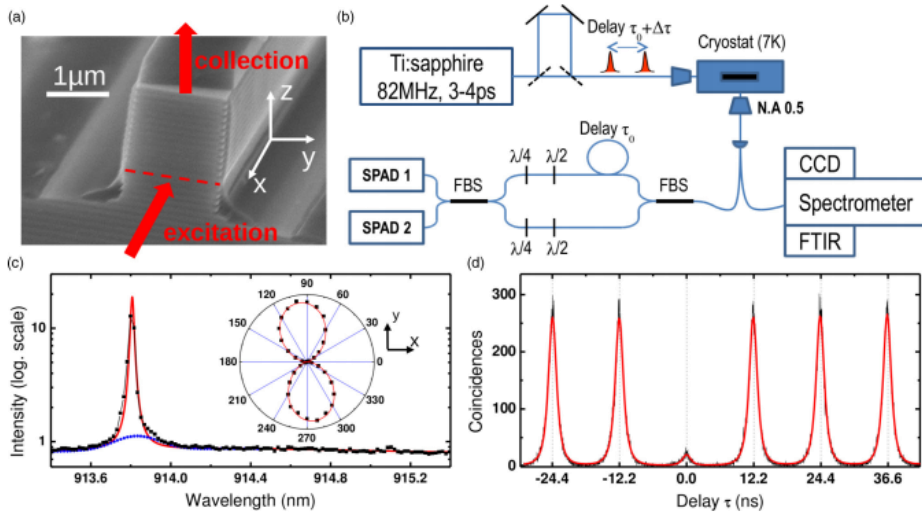 (a)
collection
1μm
z
y
x
excitation
(b)
Ti:sapphire
82MHz, 3-4ps
Delay τ₀+Δτ
Cryostat (7K)
N.A 0.5
Delay τ₀
λ/4 λ/2
SPAD 1
FBS
FBS
SPAD 2
λ/4 λ/2
CCD
Spectrometer
FTIR
(c)
Intensity (log. scale)
10
1
90
120 60
150 30
180 0
210 330
240 300
270
y
x
913.6 914.0 914.4 914.8 915.2
Wavelength (nm)
(d)
Coincidences
300
200
100
0
-24.4 -12.2 0.0 12.2 24.4 36.6
Delay τ (ns)